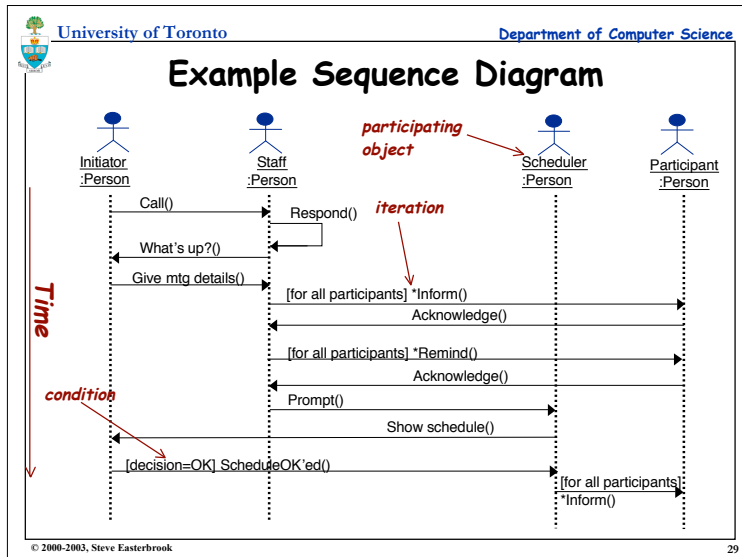 University of Toronto
Department of Computer Science
Example Sequence Diagram
participating
object
Initiator
:Person
Staff
:Person
Scheduler
:Person
Participant
:Person
Call()
Respond()
iteration
What's up?()
Give mtg details()
Time
[for all participants] *Inform()
Acknowledge()
[for all participants] *Remind()
Acknowledge()
condition
Prompt()
Show schedule()
[decision=OK] ScheduleOK'ed()
[for all participants]
*Inform()
© 2000-2003, Steve Easterbrook
29